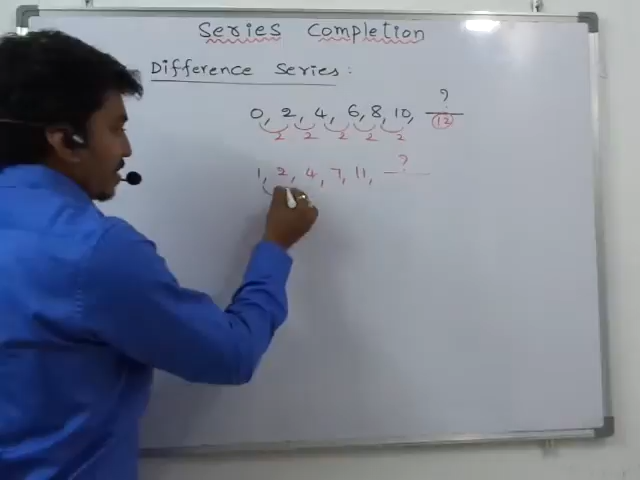 Series Completion
Difference Series :
?
0, 2, 4, 6, 8, 10, 12
2 2 2 2 2
?
1, 2, 4, 7, 11,